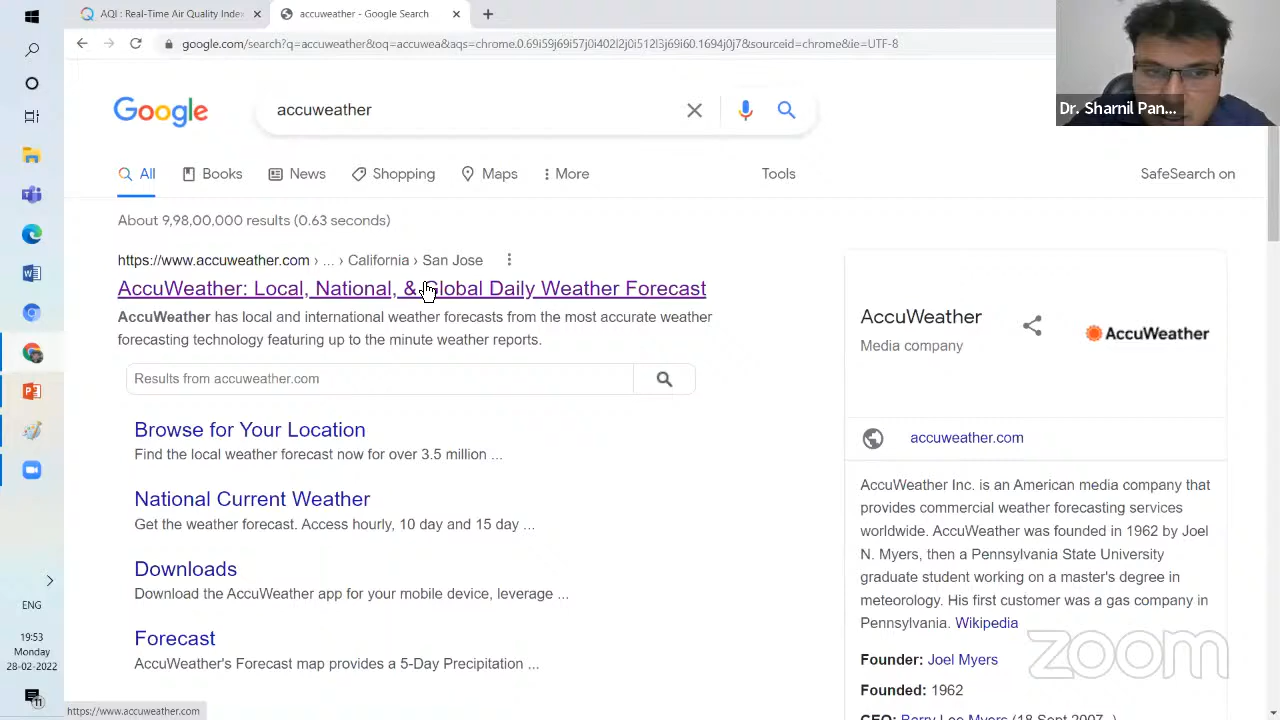 AQI : Real-Time Air Quality Index
accuweather - Google Search
google.com/search?q=accuweather&oq=accuwea&aqs=chrome.0.69i59j69i57j0i402l2j0i512l3j69i60.1694j0j7&sourceid=chrome&ie=UTF-8
Dr. Sharnil Pan...
Google
accuweather
All
Books
News
Shopping
Maps
More
Tools
SafeSearch on
About 9,98,00,000 results (0.63 seconds)
https://www.accuweather.com › ... › California › San Jose
AccuWeather: Local, National, & Global Daily Weather Forecast
AccuWeather has local and international weather forecasts from the most accurate weather
forecasting technology featuring up to the minute weather reports.
Results from accuweather.com
Browse for Your Location
Find the local weather forecast now for over 3.5 million ...
National Current Weather
Get the weather forecast. Access hourly, 10 day and 15 day ...
Downloads
Download the AccuWeather app for your mobile device, leverage ...
Forecast
AccuWeather's Forecast map provides a 5-Day Precipitation ...
AccuWeather
Media company
AccuWeather
accuweather.com
AccuWeather Inc. is an American media company that
provides commercial weather forecasting services
worldwide. AccuWeather was founded in 1962 by Joel
N. Myers, then a Pennsylvania State University
graduate student working on a master's degree in
meteorology. His first customer was a gas company in
Pennsylvania. Wikipedia
Founder: Joel Myers
Founded: 1962
CEO: Barry Lee Myers (18 Sept 2007–)
zoom
ENG
19:53
Monday
28-02-2022
11
https://www.accuweather.com